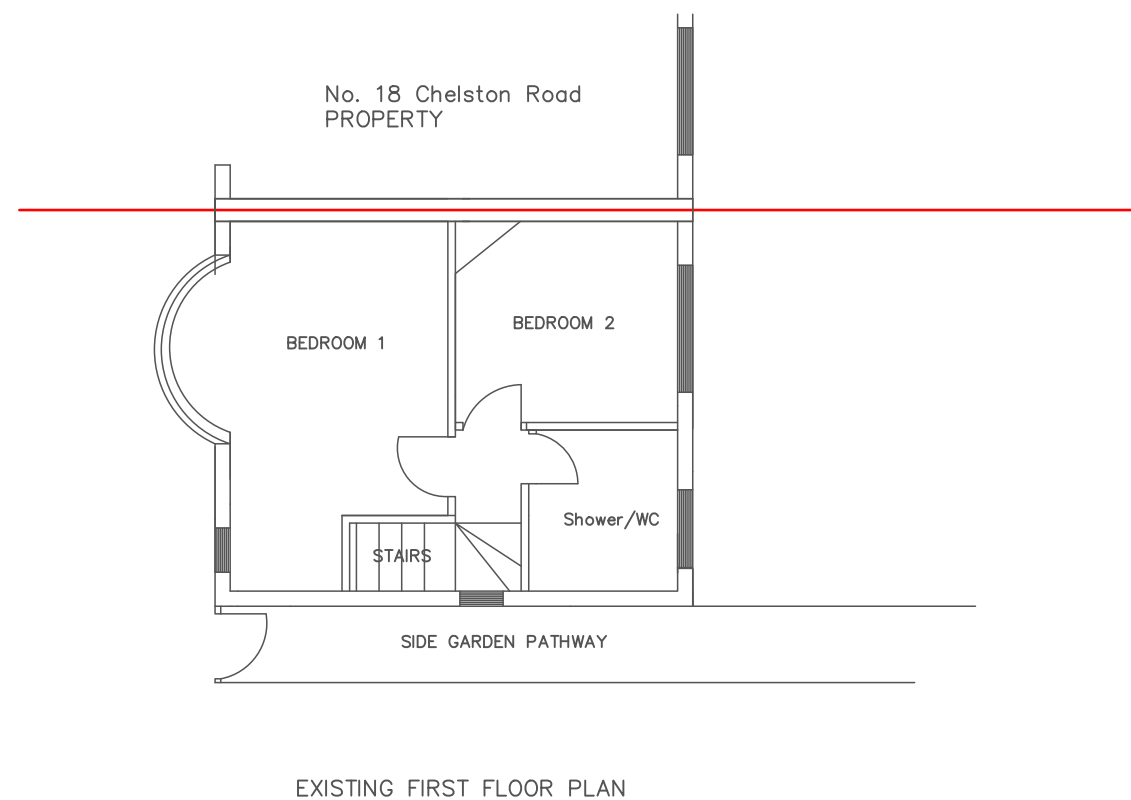 No. 18 Chelston Road
PROPERTY
BEDROOM 2
BEDROOM 1
Shower/WC
STAIRS
SIDE GARDEN PATHWAY
EXISTING FIRST FLOOR PLAN